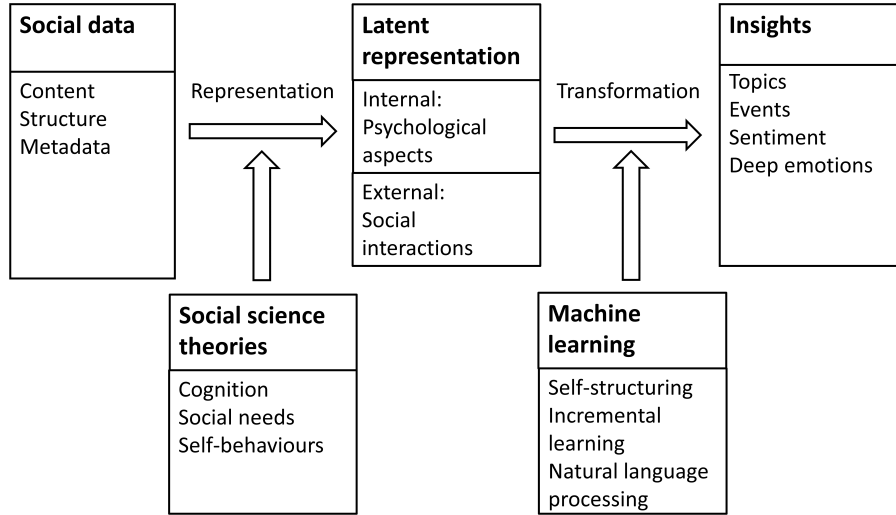 Social data
Content
Structure
Metadata
Representation
Latent
representation
Internal:
Psychological
aspects
External:
Social
interactions
Transformation
Insights
Topics
Events
Sentiment
Deep emotions
Social science
theories
Cognition
Social needs
Self-behaviours
Machine
learning
Self-structuring
Incremental
learning
Natural language
processing